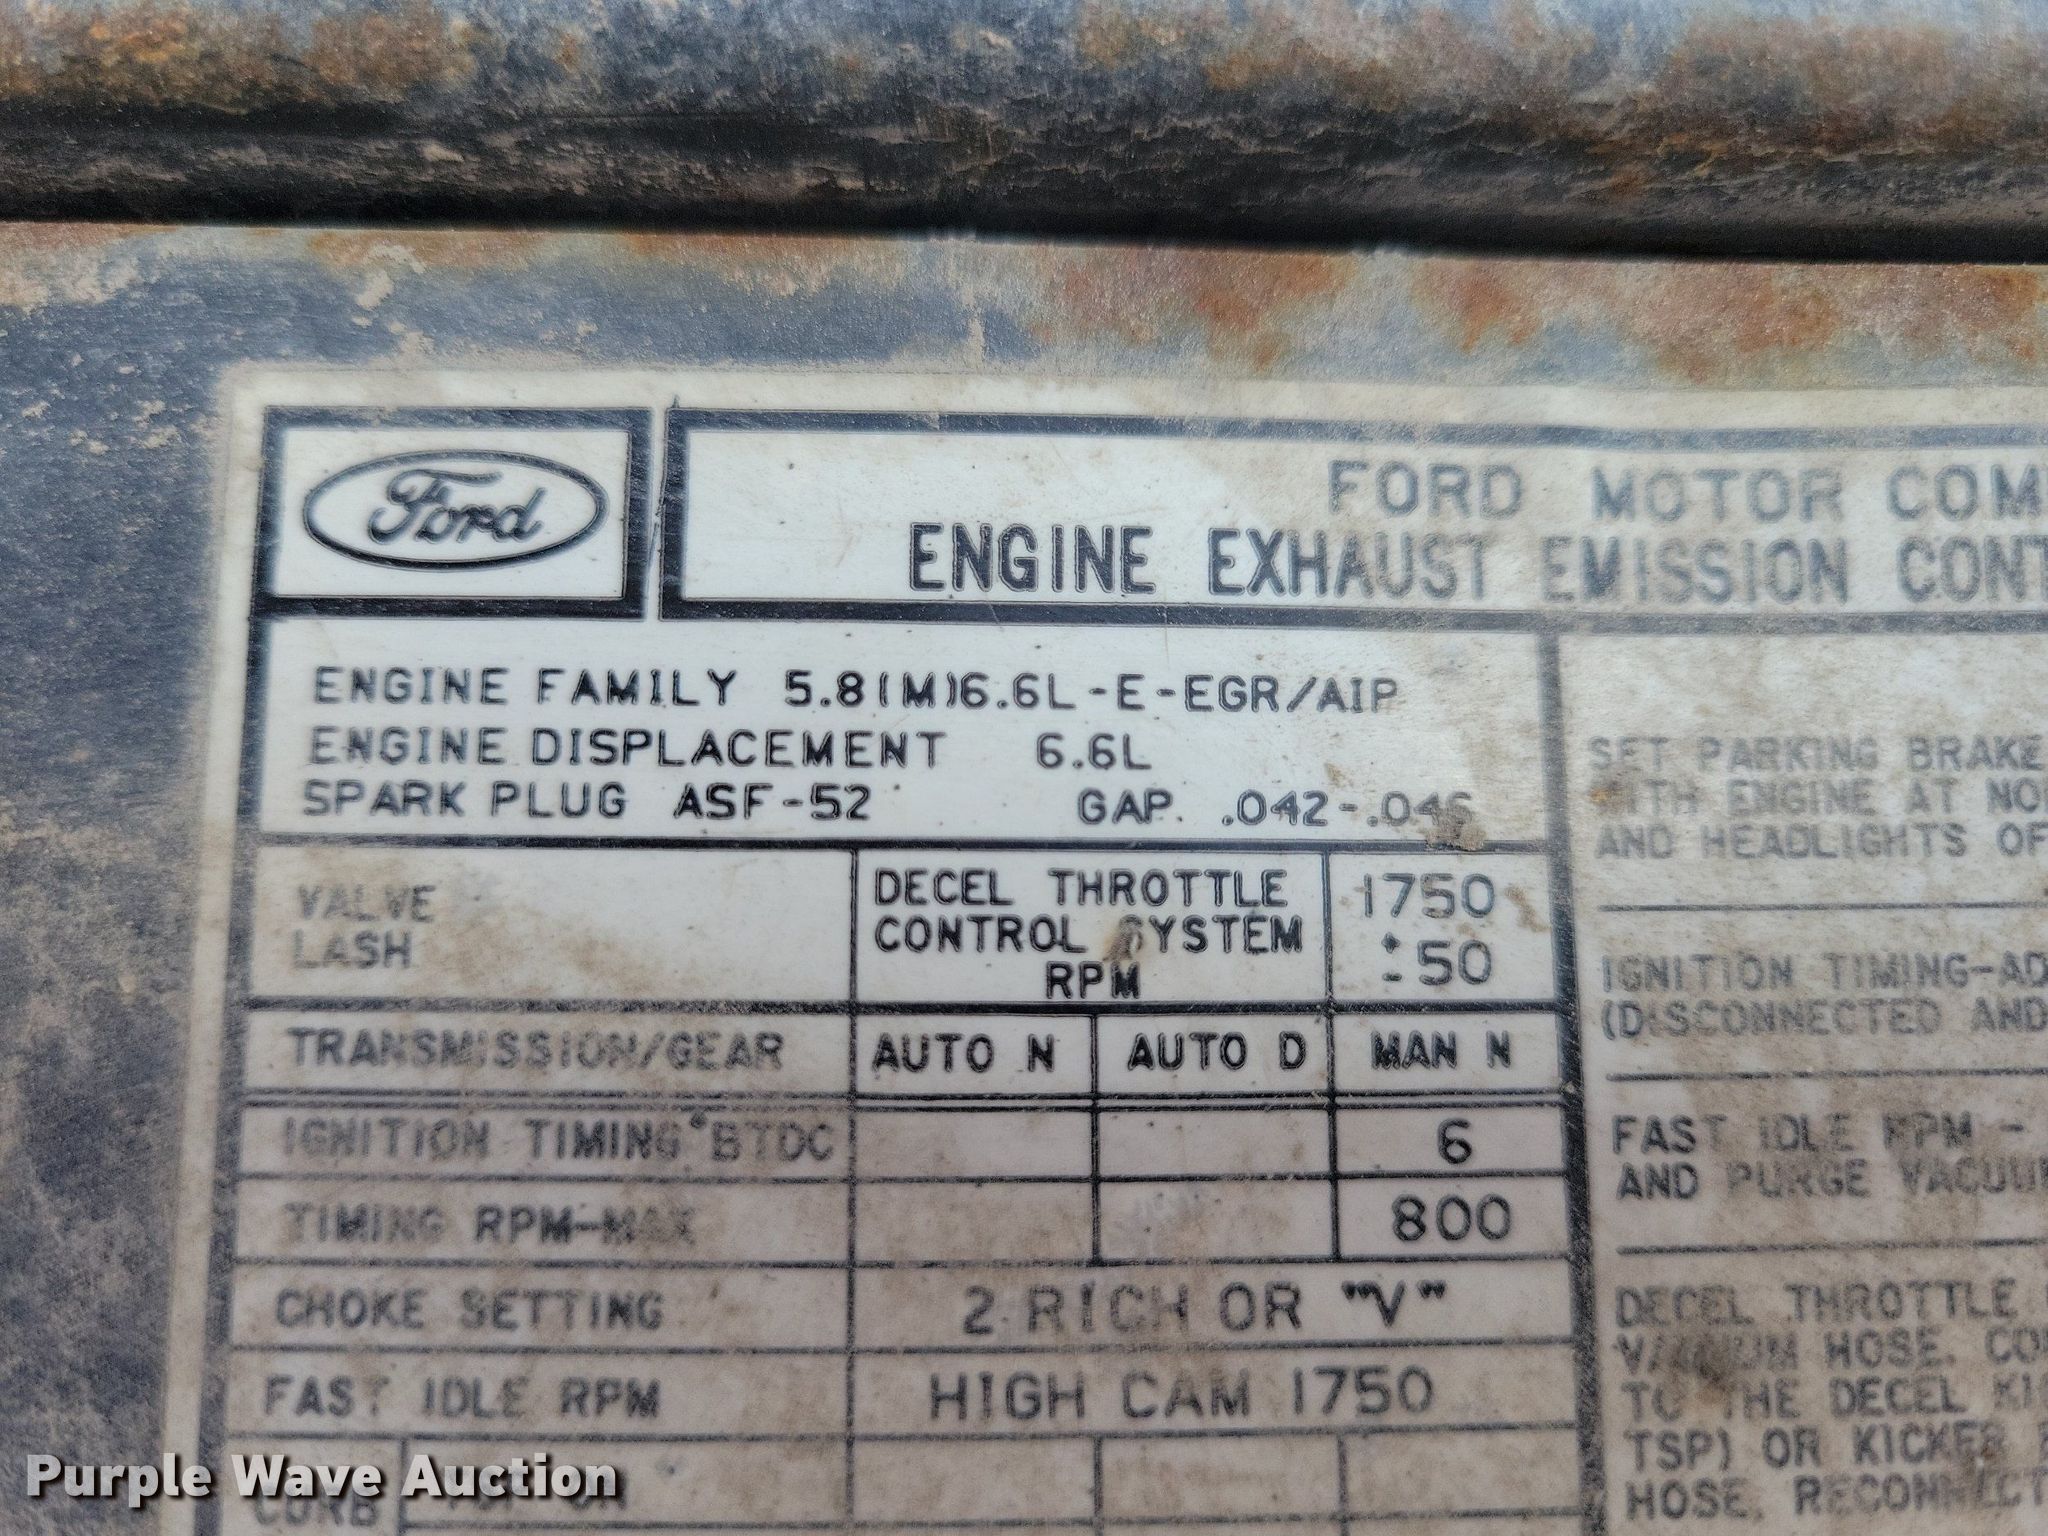 Ford
FORD MOTOR COM
ENGINE EXHAUST EMISSION CONT
ENGINE FAMILY 5.8(M)6.6L-E-EGR/AIP
ENGINE DISPLACEMENT 6.6L
SPARK PLUG ASF-52 GAP. .042-.046
VALVE
LASH
DECEL THROTTLE
CONTROL SYSTEM
RPM
1750
±50
TRANSMISSION/GEAR AUTO N AUTO D MAN N
IGNITION TIMING °BTDC 6
TIMING RPM-MAX 800
CHOKE SETTING 2 RICH OR "V"
FAST IDLE RPM HIGH CAM 1750
CURB
SET PARKING BRAKE
WITH ENGINE AT NO
AND HEADLIGHTS OF
IGNITION TIMING-AD
(DISCONNECTED AND
FAST IDLE RPM -
AND PURGE VACUU
DECEL THROTTLE
VACUUM HOSE. CO
TO THE DECEL KI
TSP) OR KICKER
HOSE, RECONNECT
Purple Wave Auction